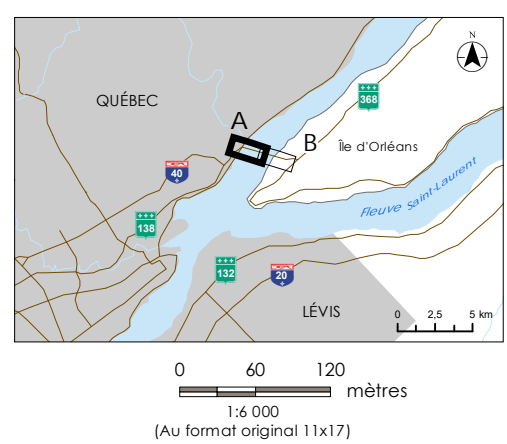 N
QUÉBEC
368
A
B
Île d'Orléans
40
Fleuve Saint-Laurent
138
132
20
LÉVIS
0 2,5 5 km
0 60 120
mètres
1:6 000
(Au format original 11x17)